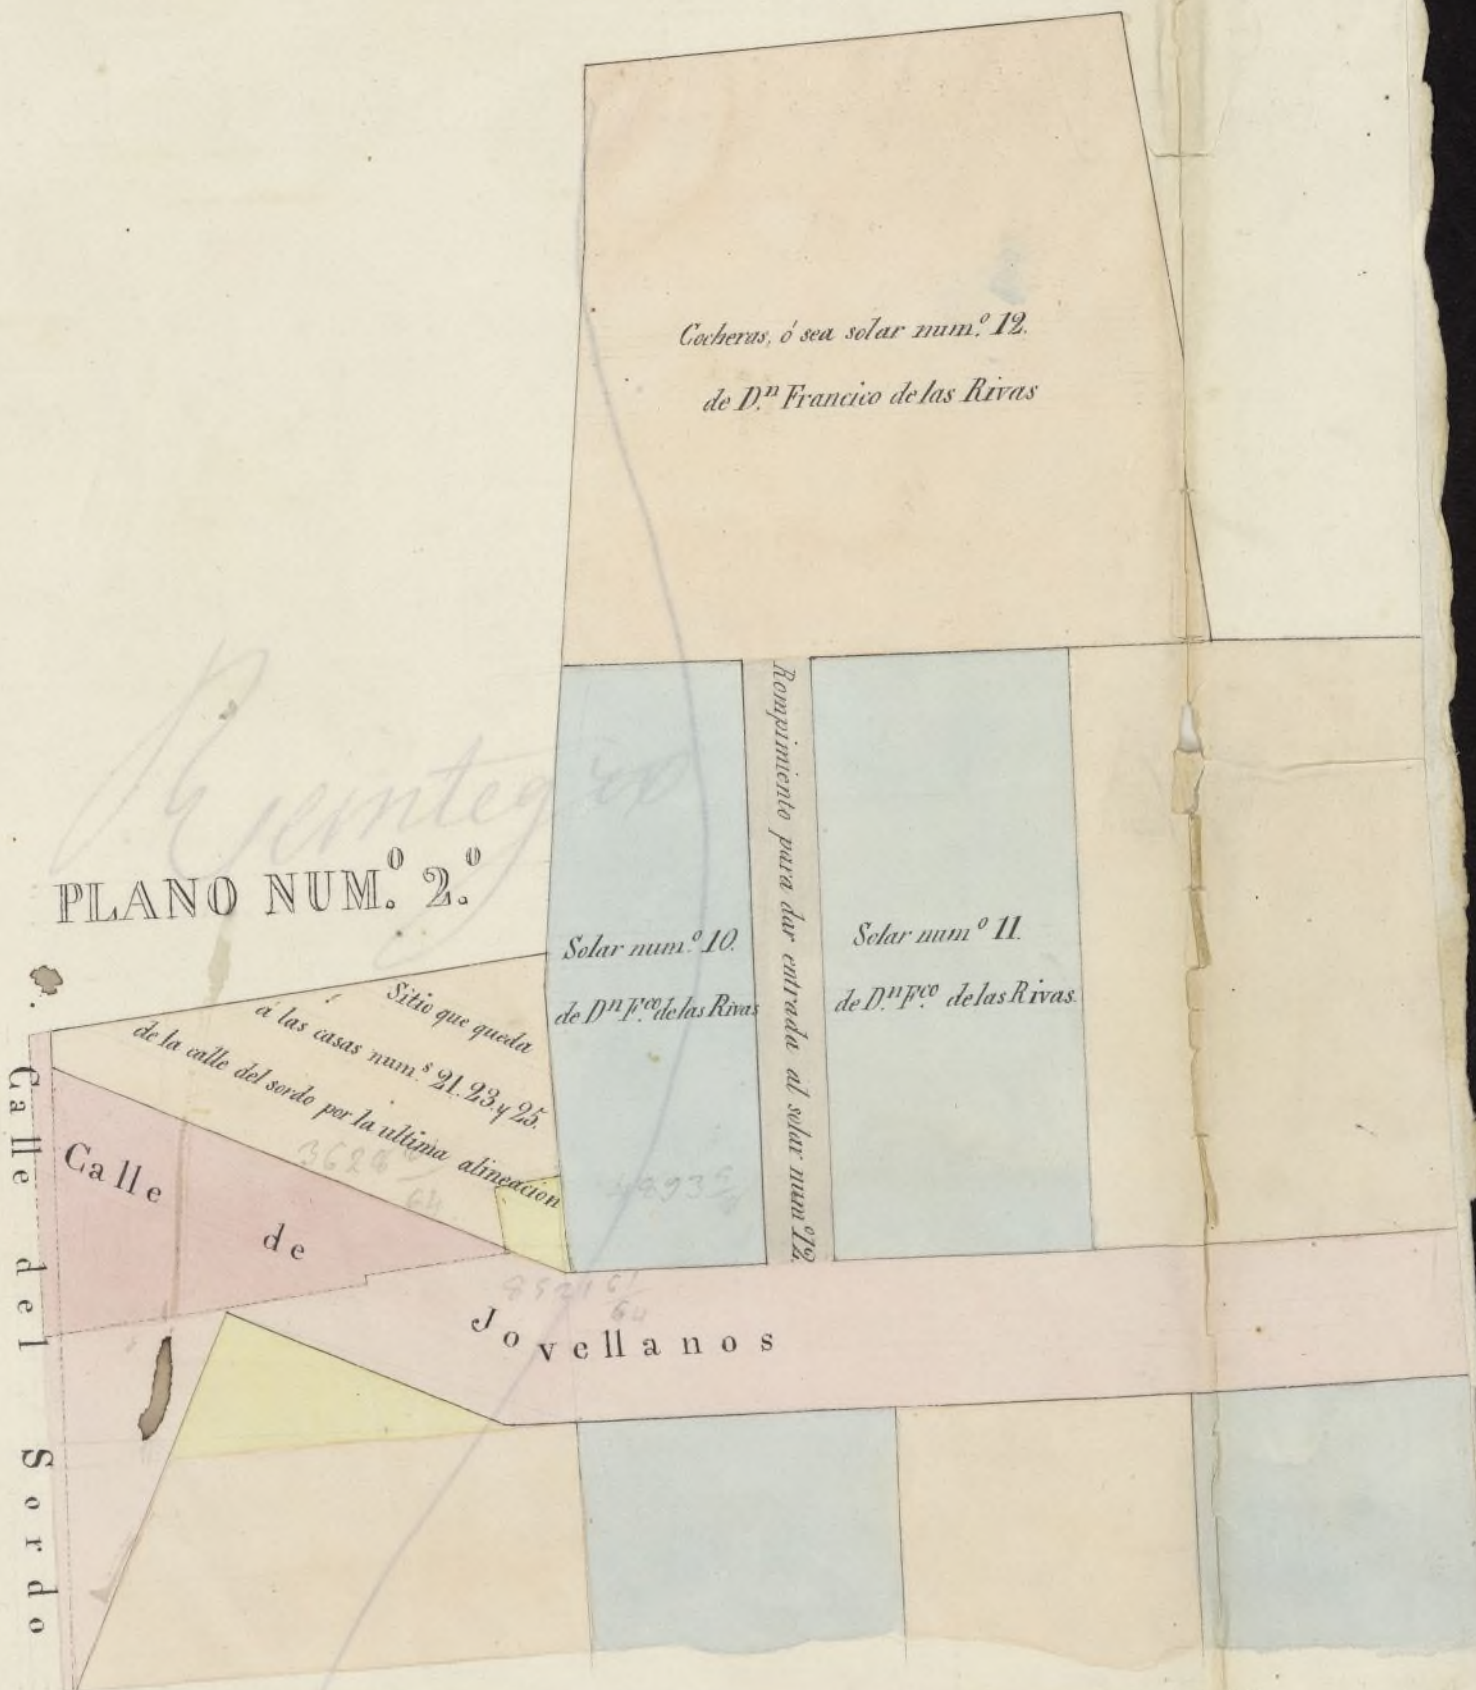 Cocheras, ó sea solar num.º 12.
de D.ⁿ Francico de las Rivas
Rompimiento para dar entrada al solar num.º 12.
PLANO NUM.º 2.º
Solar num.º 10.
de Dⁿ F.ᶜᵒ de las Rivas
Solar numº 11.
de D.ⁿ F.ᶜᵒ de las Rivas.
Sitio que queda
á las casas num.ˢ 21. 23. y 25.
de la calle del sordo por la ultima alineacion
Calle de Jovellanos
Calle del Sordo